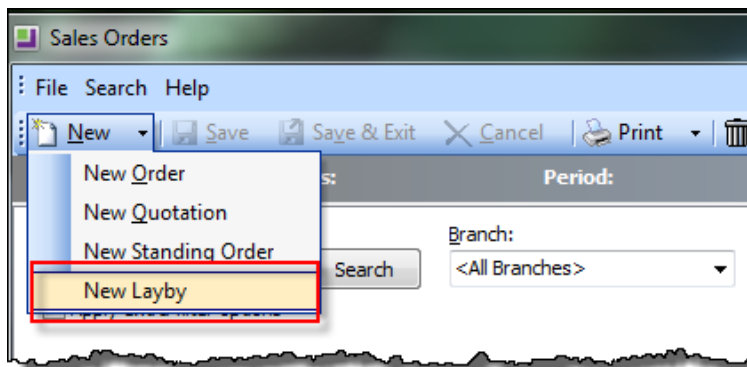 Sales Orders
File Search Help
New Save Save & Exit Cancel Print
New Order
s: Period:
New Quotation
Branch:
New Standing Order
Search <All Branches>
New Layby